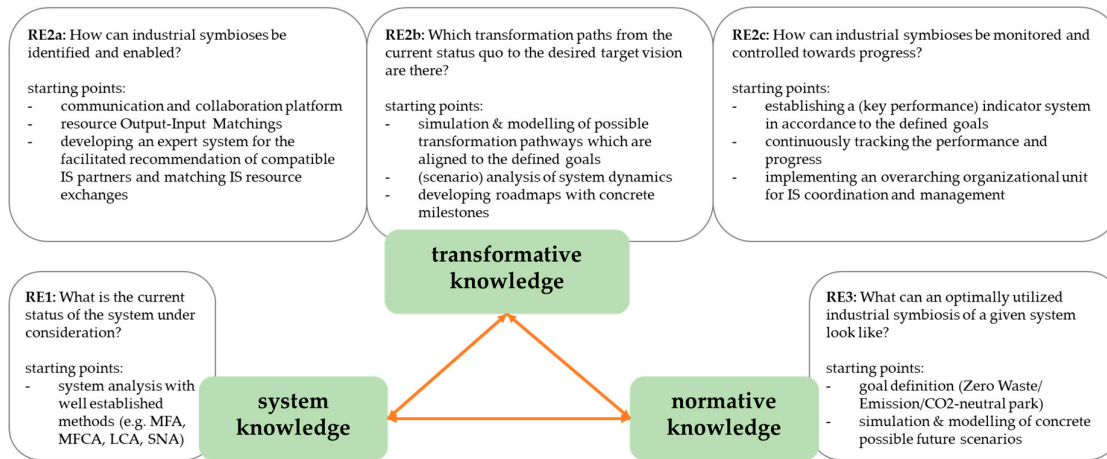 RE2a: How can industrial symbioses be
identified and enabled?
starting points:
- communication and collaboration platform
- resource Output-Input Matchings
- developing an expert system for the
facilitated recommendation of compatible
IS partners and matching IS resource
exchanges
RE2b: Which transformation paths from the
current status quo to the desired target vision
are there?
starting points:
- simulation & modelling of possible
transformation pathways which are
aligned to the defined goals
- (scenario) analysis of system dynamics
- developing roadmaps with concrete
milestones
RE2c: How can industrial symbioses be monitored and
controlled towards progress?
starting points:
- establishing a (key performance) indicator system
in accordance to the defined goals
- continuously tracking the performance and
progress
- implementing an overarching organizational unit
for IS coordination and management
transformative
knowledge
RE1: What is the current
status of the system under
consideration?
starting points:
- system analysis with
well established
methods (e.g. MFA,
MFCA, LCA, SNA)
system
knowledge
normative
knowledge
RE3: What can an optimally utilized
industrial symbiosis of a given system
look like?
starting points:
- goal definition (Zero Waste/
Emission/CO2-neutral park)
- simulation & modelling of concrete
possible future scenarios